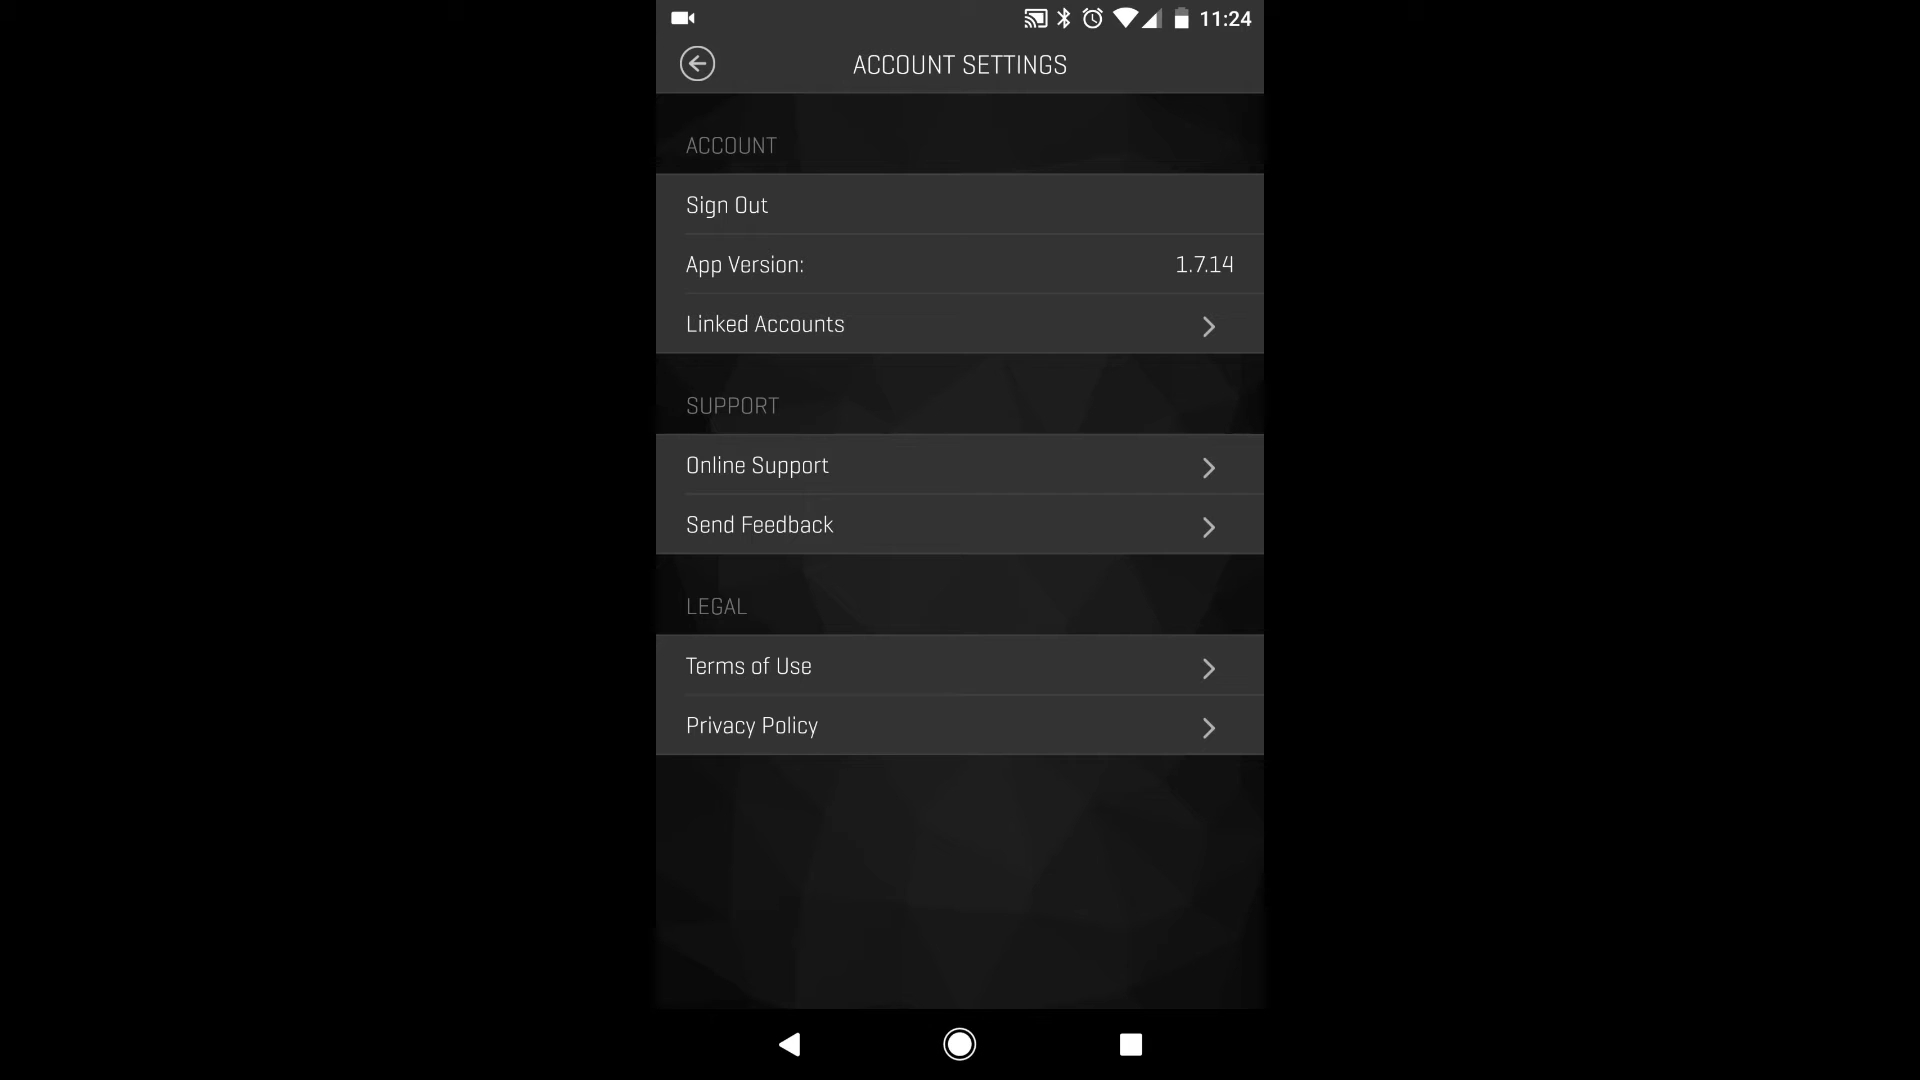 11:24
ACCOUNT SETTINGS
ACCOUNT
Sign Out
App Version: 1.7.14
Linked Accounts
SUPPORT
Online Support
Send Feedback
LEGAL
Terms of Use
Privacy Policy